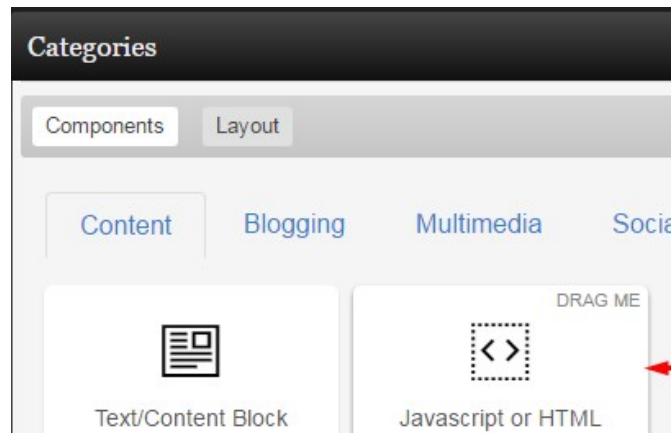 Categories
Components Layout
Content Blogging Multimedia
DRAG ME
Text/Content Block Javascript or HTML